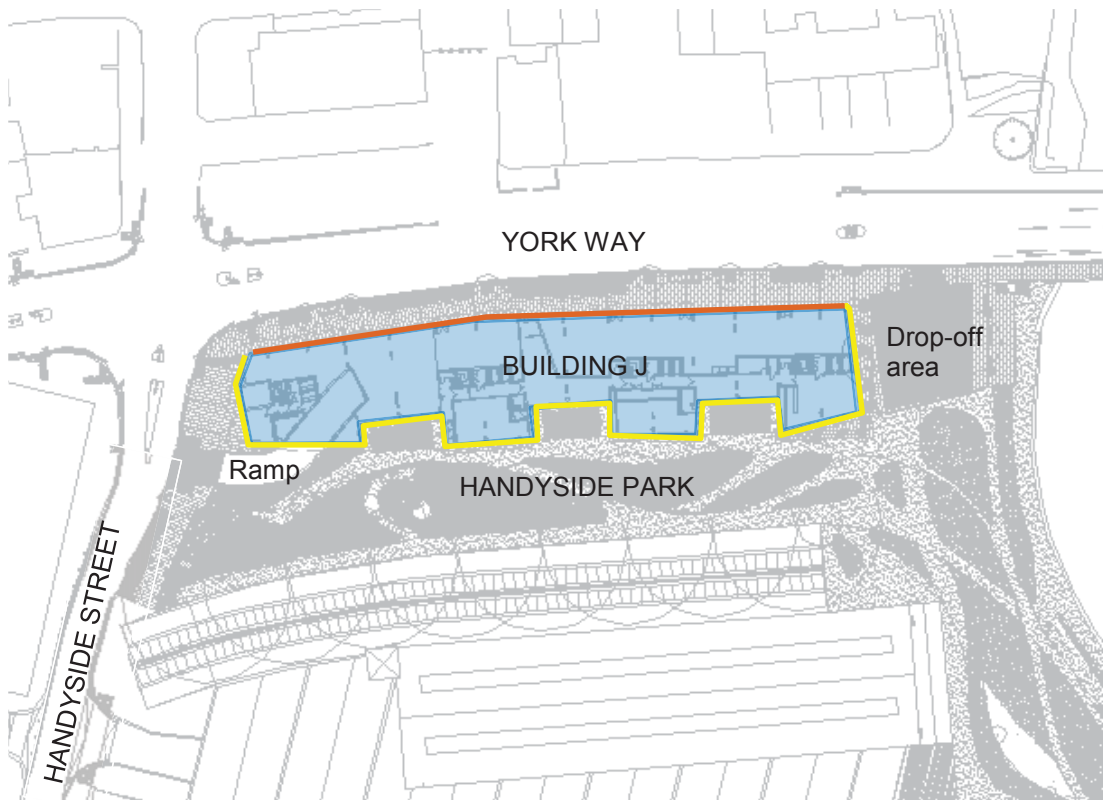 YORK WAY
BUILDING J
Drop-off
area
Ramp
HANDYSIDE PARK
HANDYSIDE STREET